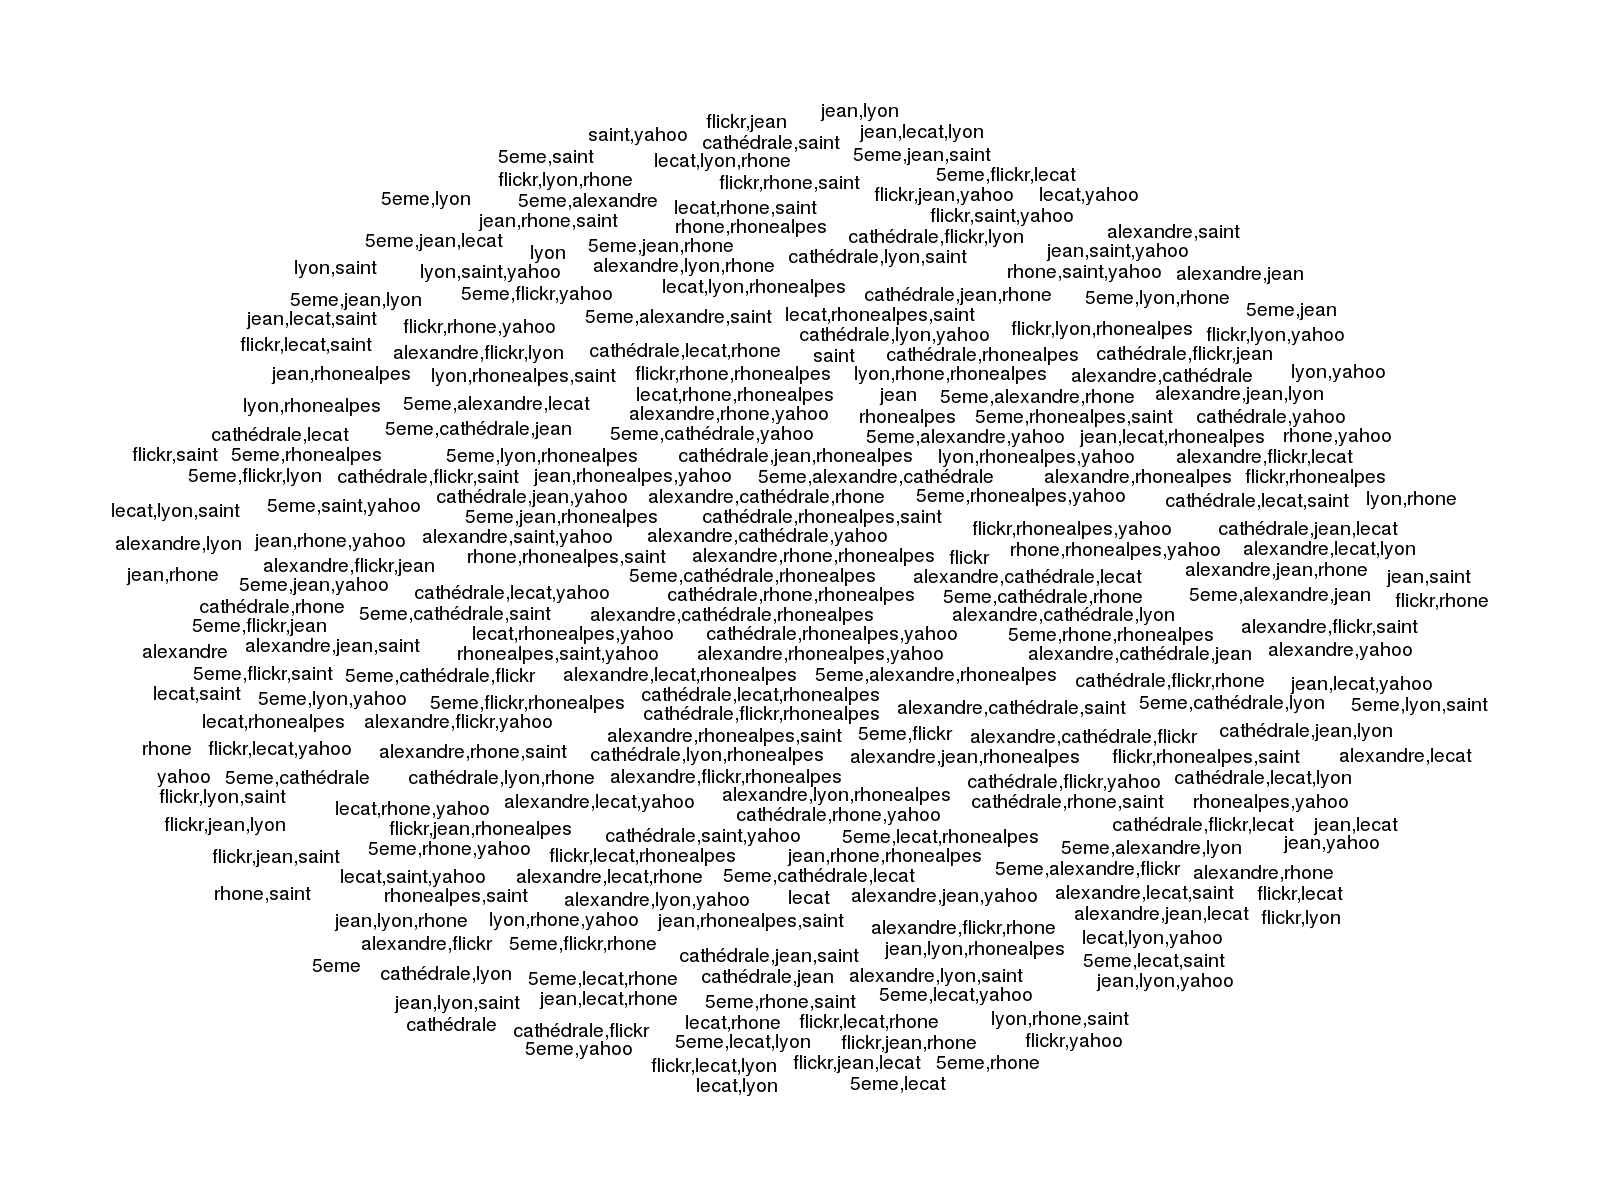 jean,lyon
flickr,jean
saint,yahoo cathédrale,saint jean,lecat,lyon
5eme,saint lecat,lyon,rhone 5eme,jean,saint
flickr,lyon,rhone flickr,rhone,saint 5eme,flickr,lecat
5eme,lyon 5eme,alexandre flickr,jean,yahoo lecat,yahoo
lecat,rhone,saint
jean,rhone,saint rhone,rhonealpes flickr,saint,yahoo
5eme,jean,lecat cathédrale,flickr,lyon alexandre,saint
lyon 5eme,jean,rhone cathédrale,lyon,saint jean,saint,yahoo
lyon,saint lyon,saint,yahoo alexandre,lyon,rhone rhone,saint,yahoo alexandre,jean
5eme,jean,lyon 5eme,flickr,yahoo lecat,lyon,rhonealpes cathédrale,jean,rhone 5eme,lyon,rhone
5eme,jean
jean,lecat,saint flickr,rhone,yahoo 5eme,alexandre,saint lecat,rhonealpes,saint
cathédrale,lyon,yahoo flickr,lyon,rhonealpes flickr,lyon,yahoo
flickr,lecat,saint alexandre,flickr,lyon cathédrale,lecat,rhone saint cathédrale,rhonealpes cathédrale,flickr,jean
jean,rhonealpes lyon,rhonealpes,saint flickr,rhone,rhonealpes lyon,rhone,rhonealpes alexandre,cathédrale lyon,yahoo
lyon,rhonealpes 5eme,alexandre,lecat lecat,rhone,rhonealpes jean 5eme,alexandre,rhone alexandre,jean,lyon
alexandre,rhone,yahoo rhonealpes 5eme,rhonealpes,saint cathédrale,yahoo
cathédrale,lecat 5eme,cathédrale,jean 5eme,cathédrale,yahoo 5eme,alexandre,yahoo jean,lecat,rhonealpes rhone,yahoo
flickr,saint 5eme,rhonealpes 5eme,lyon,rhonealpes cathédrale,jean,rhonealpes lyon,rhonealpes,yahoo alexandre,flickr,lecat
5eme,flickr,lyon cathédrale,flickr,saint jean,rhonealpes,yahoo 5eme,alexandre,cathédrale alexandre,rhonealpes flickr,rhonealpes
lecat,lyon,saint 5eme,saint,yahoo cathédrale,jean,yahoo alexandre,cathédrale,rhone 5eme,rhonealpes,yahoo cathédrale,lecat,saint lyon,rhone
5eme,jean,rhonealpes cathédrale,rhonealpes,saint
alexandre,lyon jean,rhone,yahoo alexandre,saint,yahoo alexandre,cathédrale,yahoo flickr,rhonealpes,yahoo cathédrale,jean,lecat
rhone,rhonealpes,saint alexandre,rhone,rhonealpes flickr rhone,rhonealpes,yahoo alexandre,lecat,lyon
jean,rhone alexandre,flickr,jean 5eme,cathédrale,rhonealpes alexandre,cathédrale,lecat alexandre,jean,rhone jean,saint
5eme,jean,yahoo cathédrale,lecat,yahoo cathédrale,rhone,rhonealpes 5eme,cathédrale,rhone 5eme,alexandre,jean flickr,rhone
cathédrale,rhone 5eme,cathédrale,saint alexandre,cathédrale,rhonealpes alexandre,cathédrale,lyon
5eme,flickr,jean lecat,rhonealpes,yahoo cathédrale,rhonealpes,yahoo 5eme,rhone,rhonealpes alexandre,flickr,saint
alexandre alexandre,jean,saint rhonealpes,saint,yahoo alexandre,rhonealpes,yahoo alexandre,cathédrale,jean alexandre,yahoo
5eme,flickr,saint 5eme,cathédrale,flickr alexandre,lecat,rhonealpes 5eme,alexandre,rhonealpes cathédrale,flickr,rhone jean,lecat,yahoo
lecat,saint 5eme,lyon,yahoo 5eme,flickr,rhonealpes cathédrale,lecat,rhonealpes alexandre,cathédrale,saint 5eme,cathédrale,lyon 5eme,lyon,saint
lecat,rhonealpes alexandre,flickr,yahoo cathédrale,flickr,rhonealpes
alexandre,rhonealpes,saint 5eme,flickr alexandre,cathédrale,flickr cathédrale,jean,lyon
rhone flickr,lecat,yahoo alexandre,rhone,saint cathédrale,lyon,rhonealpes alexandre,jean,rhonealpes flickr,rhonealpes,saint alexandre,lecat
yahoo 5eme,cathédrale cathédrale,lyon,rhone alexandre,flickr,rhonealpes cathédrale,flickr,yahoo cathédrale,lecat,lyon
flickr,lyon,saint lecat,rhone,yahoo alexandre,lecat,yahoo alexandre,lyon,rhonealpes cathédrale,rhone,saint rhonealpes,yahoo
flickr,jean,lyon flickr,jean,rhonealpes cathédrale,rhone,yahoo cathédrale,flickr,lecat jean,lecat
cathédrale,saint,yahoo 5eme,lecat,rhonealpes
flickr,jean,saint 5eme,rhone,yahoo flickr,lecat,rhonealpes jean,rhone,rhonealpes 5eme,alexandre,lyon jean,yahoo
lecat,saint,yahoo alexandre,lecat,rhone 5eme,cathédrale,lecat 5eme,alexandre,flickr alexandre,rhone
rhone,saint rhonealpes,saint alexandre,lyon,yahoo lecat alexandre,jean,yahoo alexandre,lecat,saint flickr,lecat
jean,lyon,rhone lyon,rhone,yahoo jean,rhonealpes,saint alexandre,flickr,rhone alexandre,jean,lecat flickr,lyon
alexandre,flickr 5eme,flickr,rhone cathédrale,jean,saint jean,lyon,rhonealpes lecat,lyon,yahoo
5eme cathédrale,lyon 5eme,lecat,rhone cathédrale,jean alexandre,lyon,saint 5eme,lecat,saint
jean,lyon,yahoo
jean,lyon,saint jean,lecat,rhone 5eme,rhone,saint 5eme,lecat,yahoo
cathédrale cathédrale,flickr lecat,rhone flickr,lecat,rhone lyon,rhone,saint
5eme,yahoo 5eme,lecat,lyon flickr,jean,rhone flickr,yahoo
flickr,lecat,lyon flickr,jean,lecat 5eme,rhone
lecat,lyon 5eme,lecat